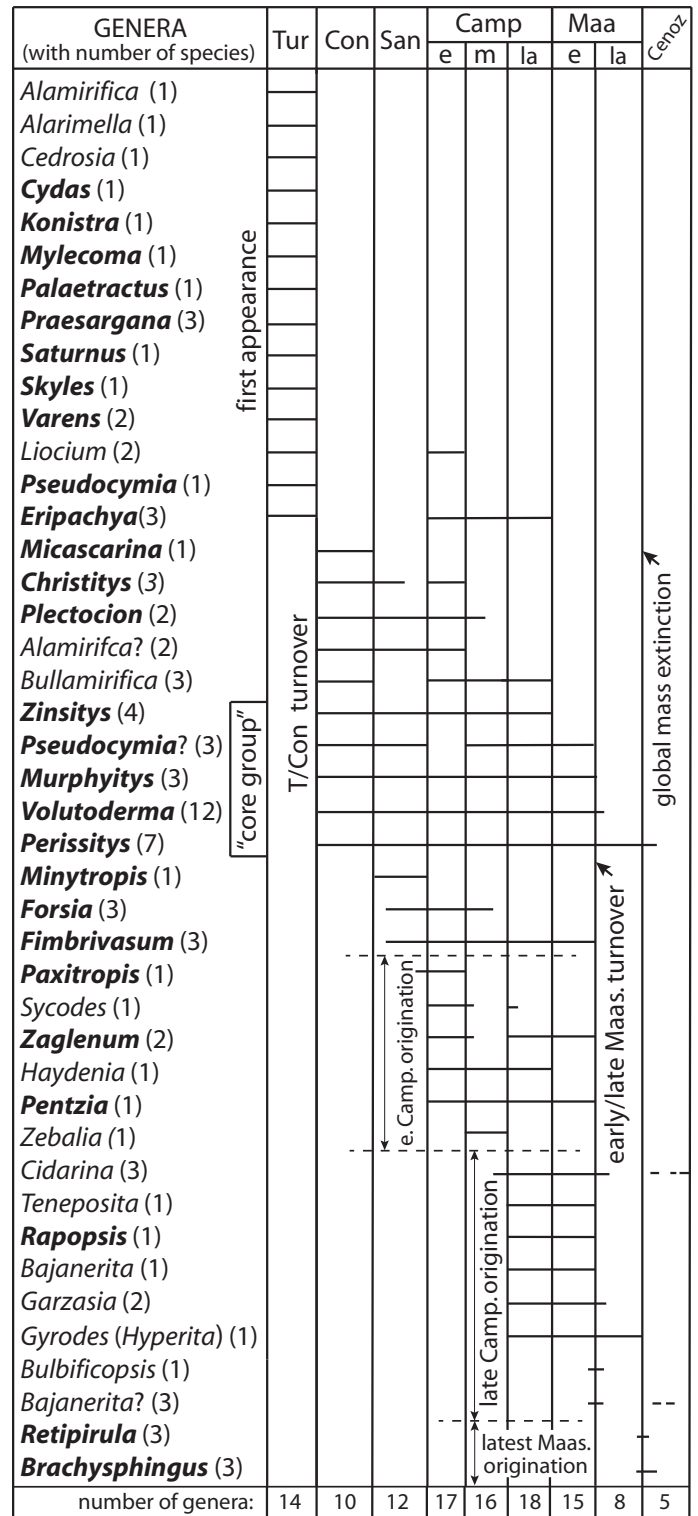 GENERA
(with number of species)
Tur Con San Camp Maa Cenoz
e m la e la
Alamirifica (1)
Alarimella (1)
Cedrosia (1)
Cydas (1)
Konistra (1)
Mylecoma (1)
Palaetractus (1)
Praesargana (3)
Saturnus (1)
Skyles (1)
Varens (2)
Liocium (2)
Pseudocymia (1)
Eripachya(3)
Micascarina (1)
Christitys (3)
Plectocion (2)
Alamirifca? (2)
Bullamirifica (3)
Zinsitys (4)
Pseudocymia? (3)
Murphyitys (3)
Volutoderma (12)
Perissitys (7)
Minytropis (1)
Forsia (3)
Fimbrivasum (3)
Paxitropis (1)
Sycodes (1)
Zaglenum (2)
Haydenia (1)
Pentzia (1)
Zebalia (1)
Cidarina (3)
Teneposita (1)
Rapopsis (1)
Bajanerita (1)
Garzasia (2)
Gyrodes (Hyperita) (1)
Bulbificopsis (1)
Bajanerita? (3)
Retipirula (3)
Brachysphingus (3)
first appearance
"core group"
T/Con turnover
e. Camp. origination
late Camp. origination
latest Maas.
origination
early/late Maas. turnover
global mass extinction
number of genera: 14 10 12 17 16 18 15 8 5